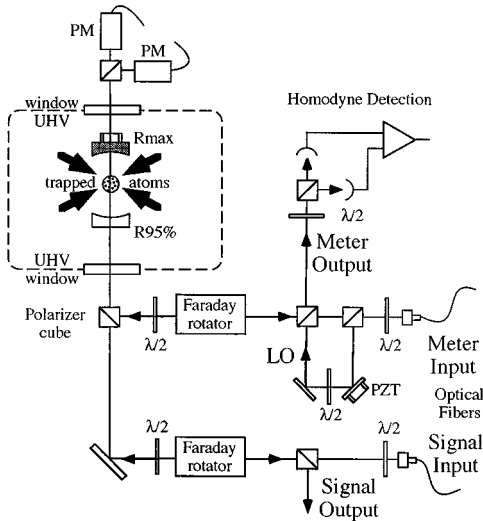 PM
PM
window
UHV
Rmax
trapped atoms
R95%
UHV
window
Homodyne Detection
λ/2
Meter
Output
Polarizer
cube
λ/2
Faraday
rotator
LO
λ/2
PZT
λ/2
Meter
Input
Optical
Fibers
λ/2
Faraday
rotator
Signal
Output
λ/2
Signal
Input